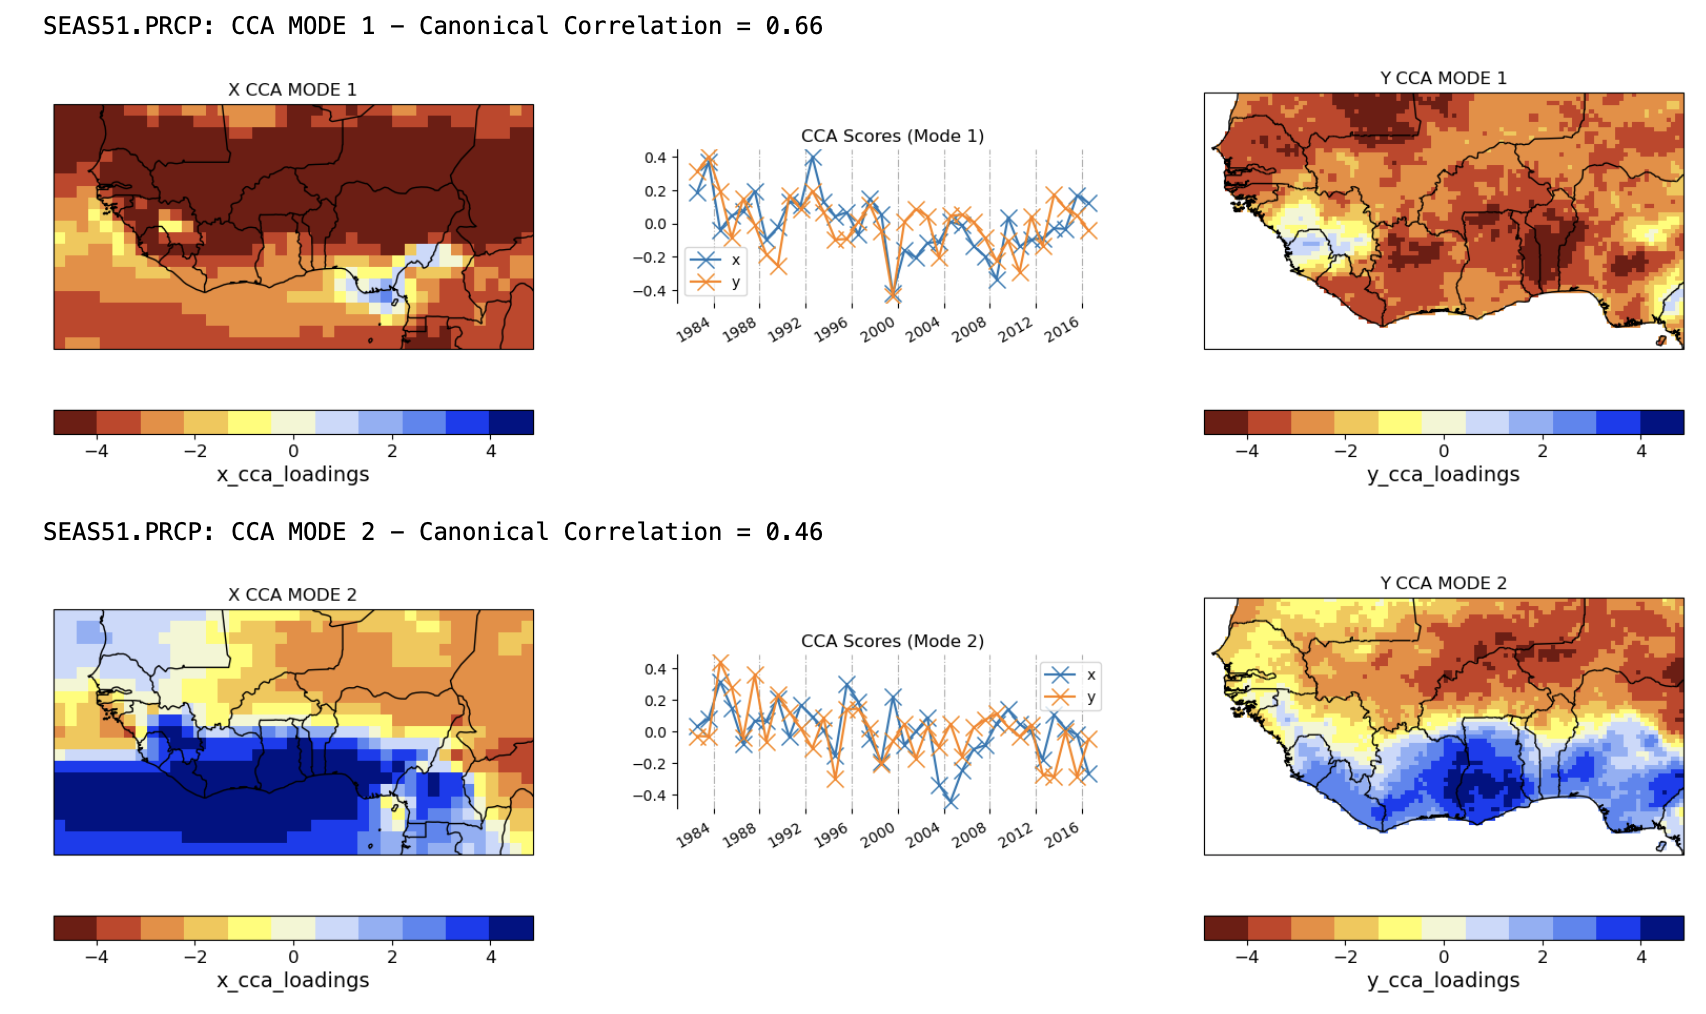 SEAS51.PRCP: CCA MODE 1 - Canonical Correlation = 0.66
X CCA MODE 1
CCA Scores (Mode 1)
Y CCA MODE 1
0.4
0.2
0.0
−0.2
−0.4
x
y
1984 1988 1992 1996 2000 2004 2008 2012 2016
−4 −2 0 2 4
x_cca_loadings
−4 −2 0 2 4
y_cca_loadings
SEAS51.PRCP: CCA MODE 2 - Canonical Correlation = 0.46
X CCA MODE 2
CCA Scores (Mode 2)
Y CCA MODE 2
0.4
0.2
0.0
−0.2
−0.4
x
y
1984 1988 1992 1996 2000 2004 2008 2012 2016
−4 −2 0 2 4
x_cca_loadings
−4 −2 0 2 4
y_cca_loadings